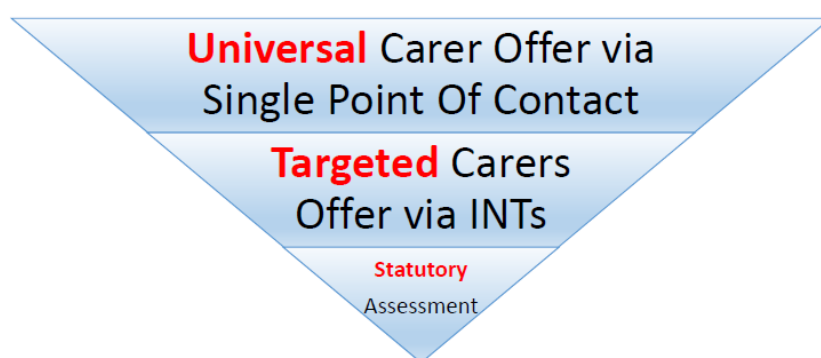 Universal Carer Offer via
Single Point Of Contact
Targeted Carers
Offer via INTs
Statutory
Assessment